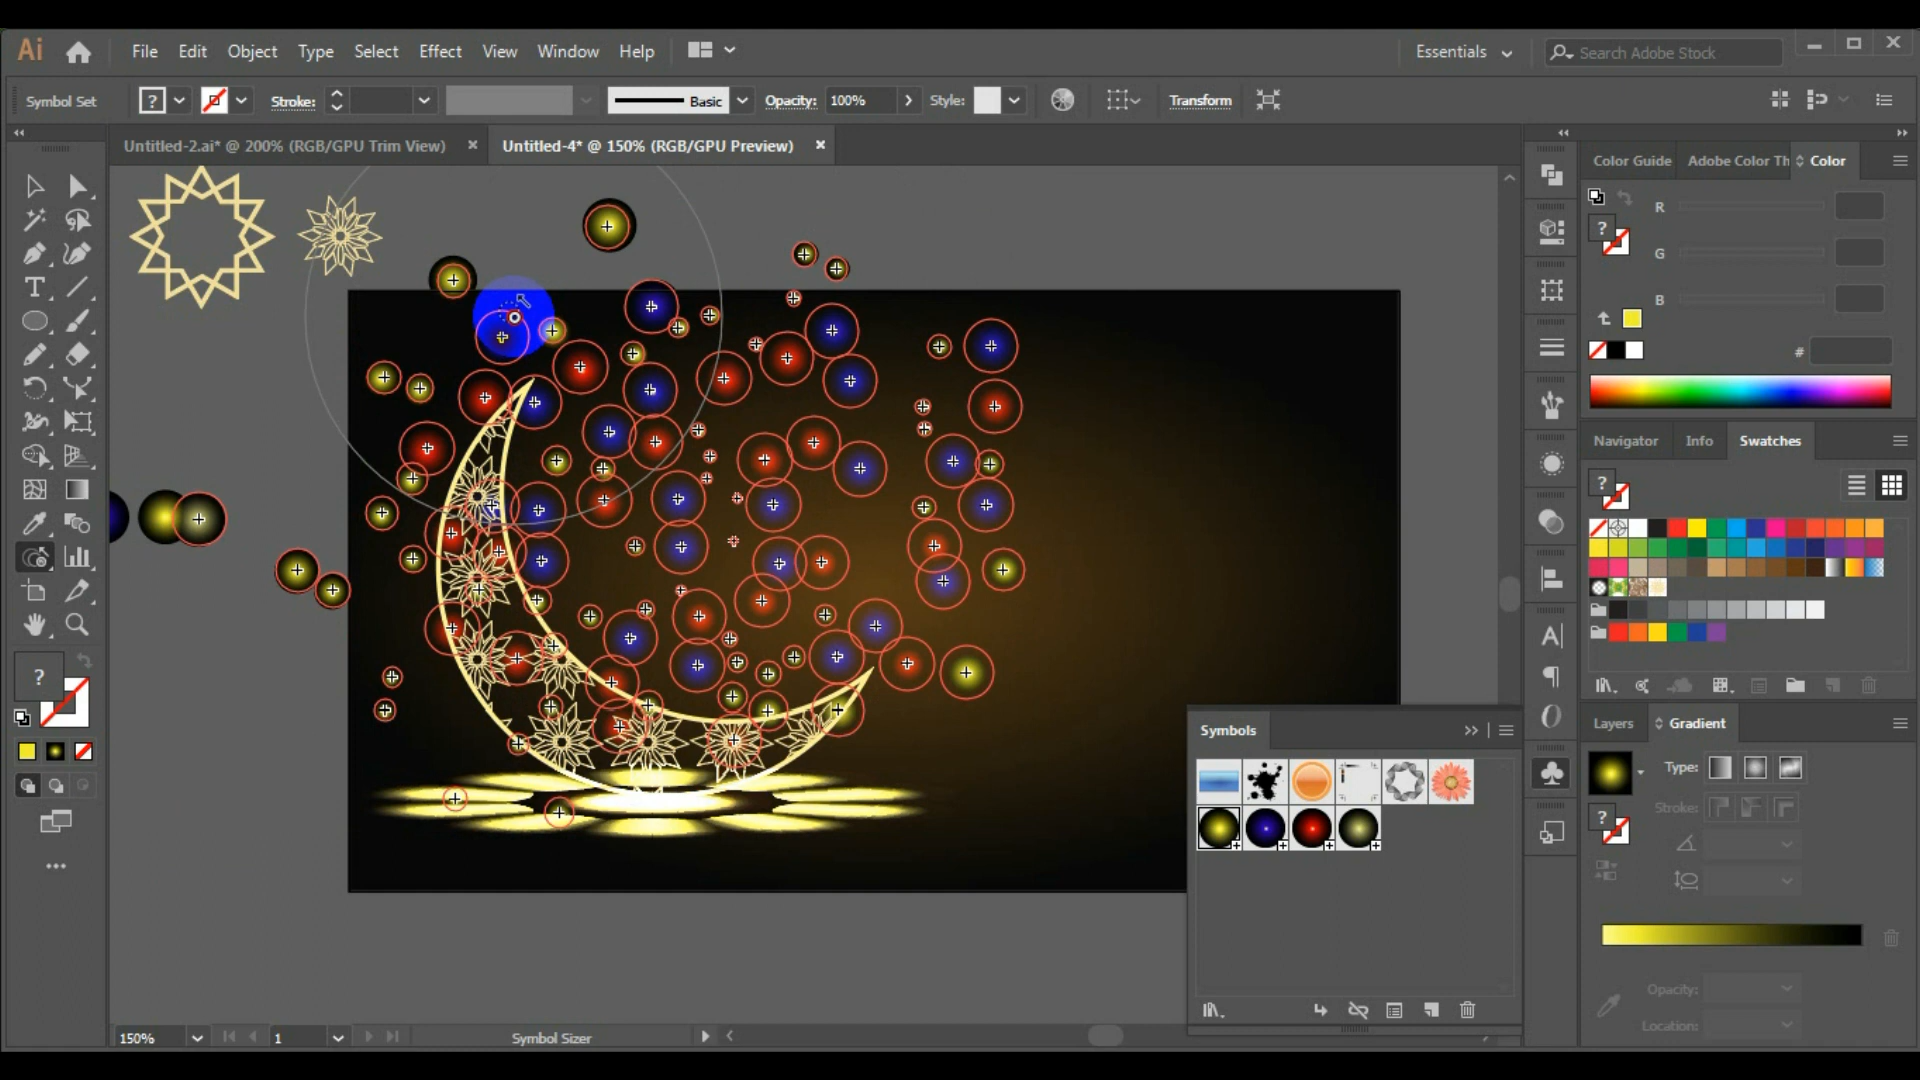 Ai File Edit Object Type Select Effect View Window Help Essentials Search Adobe Stock
Symbol Set ? Stroke: Basic Opacity: 100% Style: Transform
Untitled-2.ai* @ 200% (RGB/GPU Trim View) Untitled-4* @ 150% (RGB/GPU Preview)
Color Guide Adobe Color Th Color
R
?
G
B
#
Navigator Info Swatches
?
?
Layers Gradient
Symbols
Type:
Stroke:
?
Opacity:
Location:
150% 1 Symbol Sizer